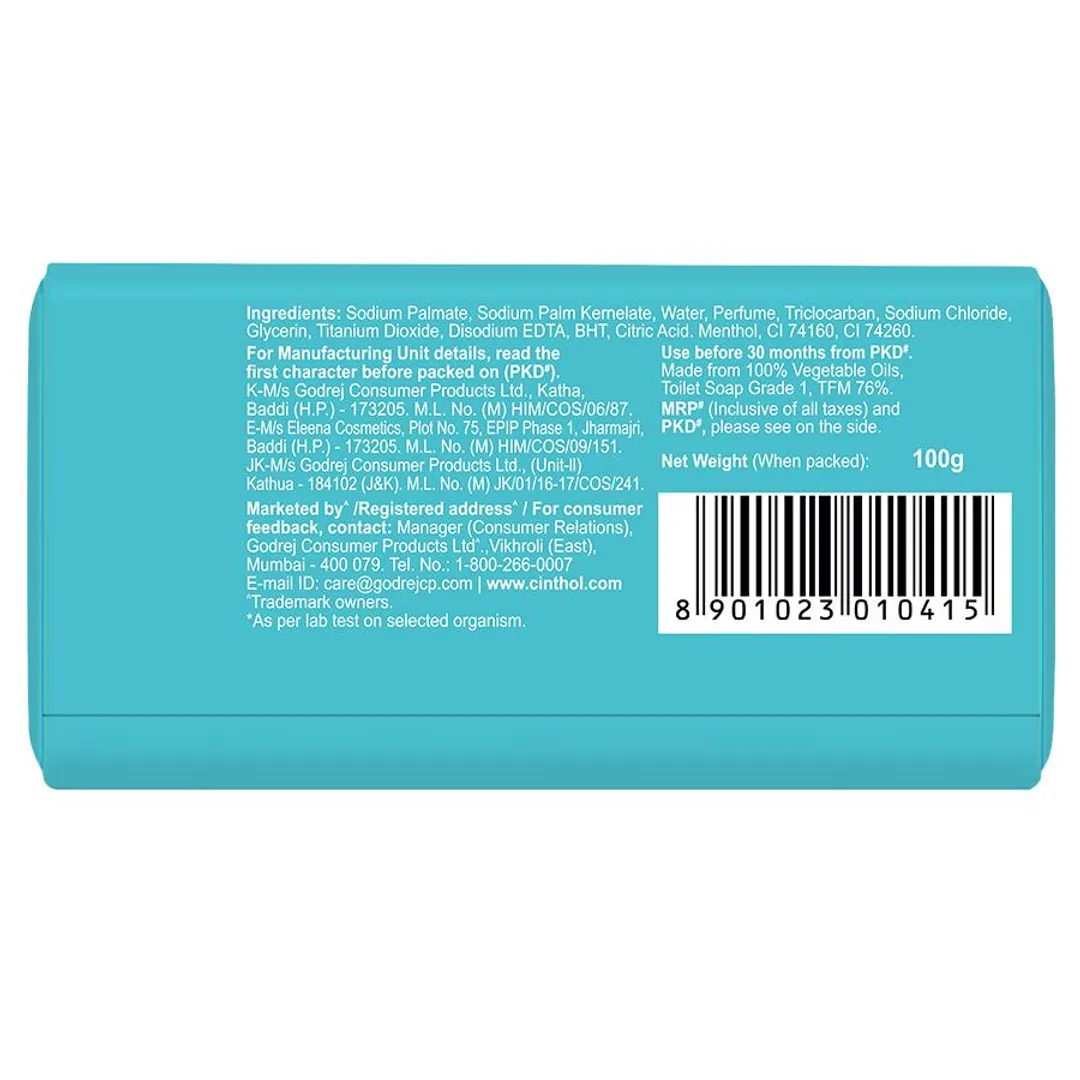 Ingredients: Sodium Palmate, Sodium Palm Kernelate, Water, Perfume, Triclocarban, Sodium Chloride,
Glycerin, Titanium Dioxide, Disodium EDTA, BHT, Citric Acid. Menthol, CI 74160, CI 74260.
For Manufacturing Unit details, read the
first character before packed on (PKD#).
K-M/s Godrej Consumer Products Ltd., Katha,
Baddi (H.P.) - 173205. M.L. No. (M) HIM/COS/06/87.
E-M/s Eleena Cosmetics, Plot No. 75, EPIP Phase 1, Jharmajri,
Baddi (H.P.) - 173205. M.L. No. (M) HIM/COS/09/151.
JK-M/s Godrej Consumer Products Ltd., (Unit-II)
Kathua - 184102 (J&K). M.L. No. (M) JK/01/16-17/COS/241.
Marketed by^ /Registered address^ / For consumer
feedback, contact: Manager (Consumer Relations),
Godrej Consumer Products Ltd^.,Vikhroli (East),
Mumbai - 400 079. Tel. No.: 1-800-266-0007
E-mail ID: care@godrejcp.com | www.cinthol.com
^Trademark owners.
*As per lab test on selected organism.
Use before 30 months from PKD#.
Made from 100% Vegetable Oils,
Toilet Soap Grade 1, TFM 76%.
MRP# (Inclusive of all taxes) and
PKD#, please see on the side.
Net Weight (When packed): 100g
8 901023 010415